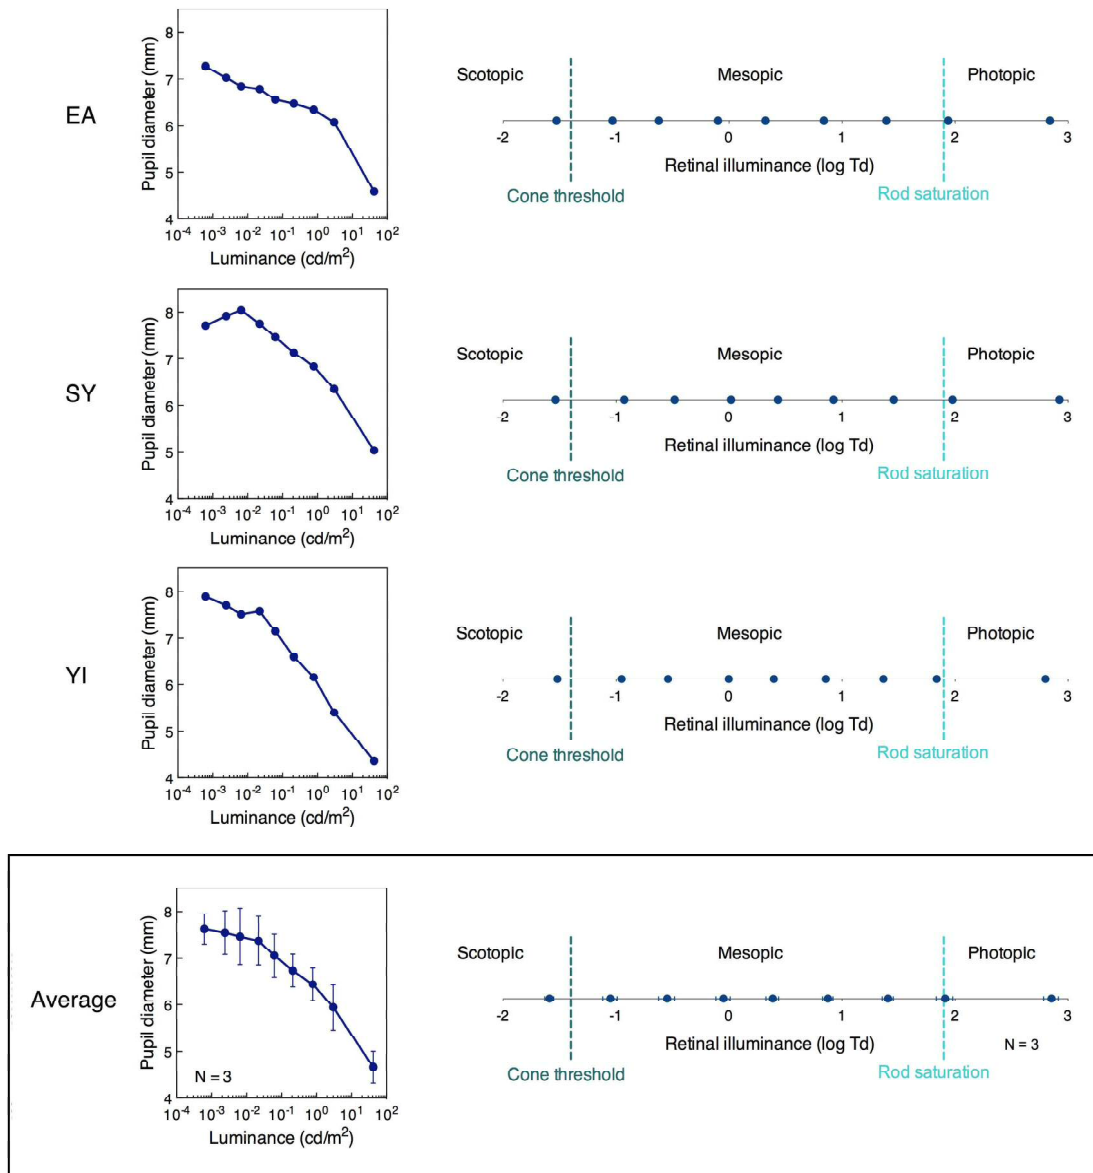 EA
Pupil diameter (mm)
8
7
6
5
4
10-4 10-3 10-2 10-1 100 101 102
Luminance (cd/m2)
Scotopic Mesopic Photopic
-2 -1 0 1 2 3
Retinal illuminance (log Td)
Cone threshold Rod saturation
SY
Pupil diameter (mm)
8
7
6
5
4
10-4 10-3 10-2 10-1 100 101 102
Luminance (cd/m2)
Scotopic Mesopic Photopic
-2 -1 0 1 2 3
Retinal illuminance (log Td)
Cone threshold Rod saturation
YI
Pupil diameter (mm)
8
7
6
5
4
10-4 10-3 10-2 10-1 100 101 102
Luminance (cd/m2)
Scotopic Mesopic Photopic
-2 -1 0 1 2 3
Retinal illuminance (log Td)
Cone threshold Rod saturation
Average
Pupil diameter (mm)
8
7
6
5
4
N = 3
10-4 10-3 10-2 10-1 100 101 102
Luminance (cd/m2)
Scotopic Mesopic Photopic
-2 -1 0 1 2 3
Retinal illuminance (log Td) N = 3
Cone threshold Rod saturation